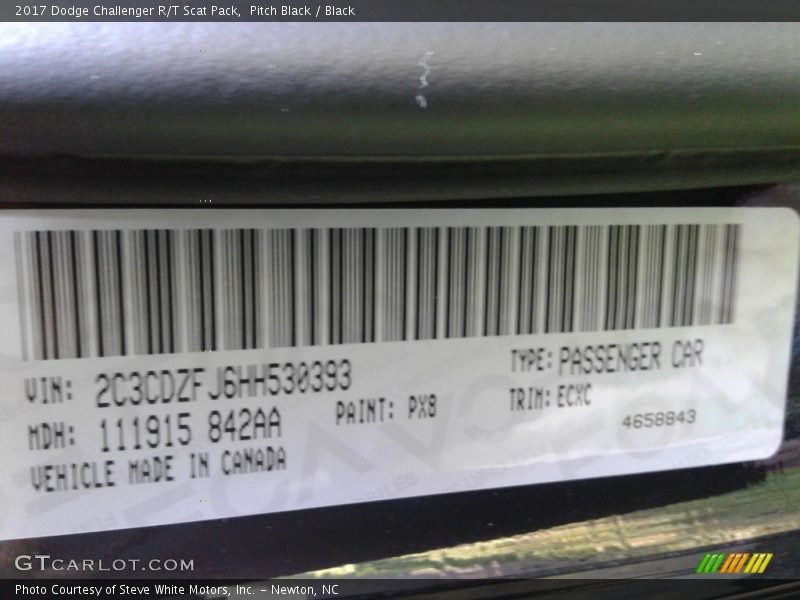 2017 Dodge Challenger R/T Scat Pack, Pitch Black / Black
VIN: 2C3CDZFJ6HH530393
TYPE: PASSENGER CAR
MDH: 111915 842AA
PAINT: PX8
TRIM: ECXC
4658843
VEHICLE MADE IN CANADA
GTCARLOT.COM
Photo Courtesy of Steve White Motors, Inc. - Newton, NC